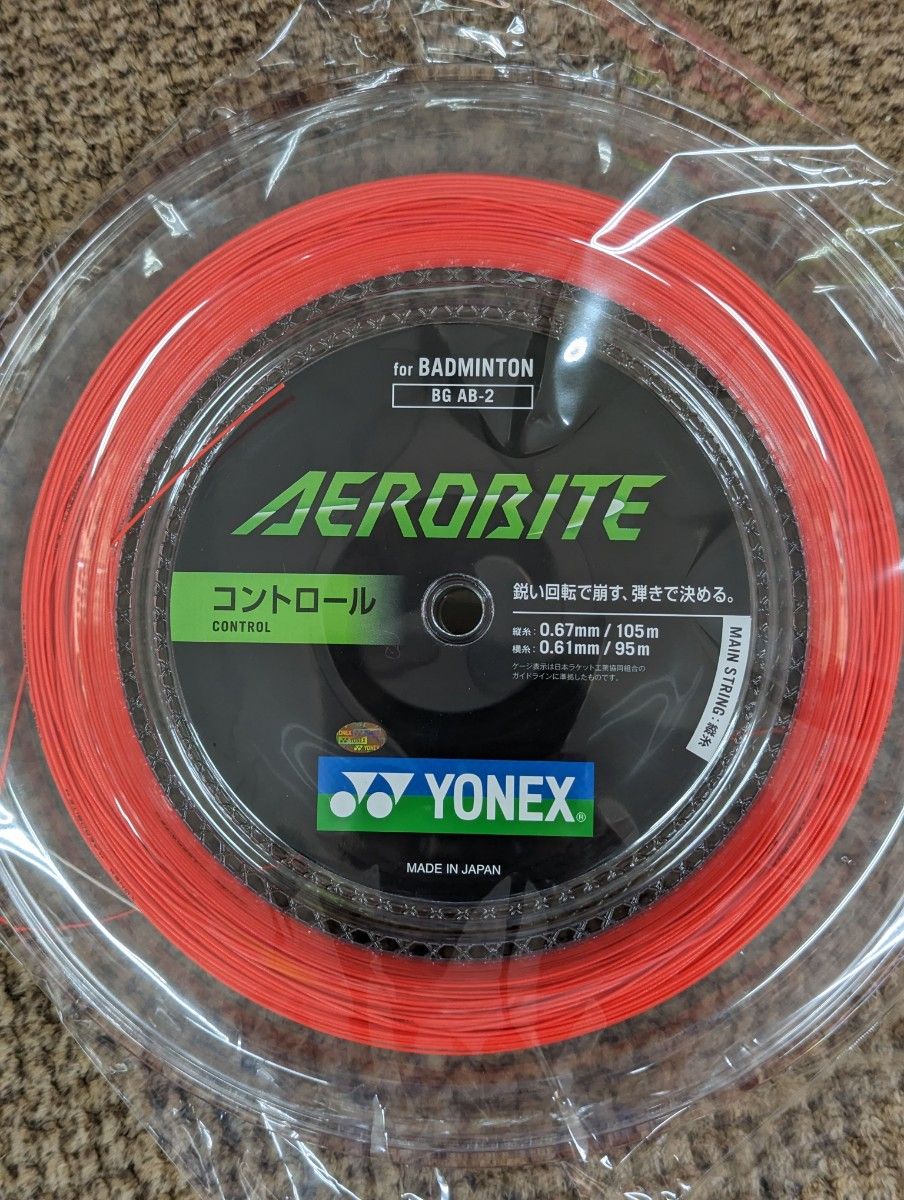 for BADMINTON
BG AB-2
AEROBITE
コントロール
CONTROL
鋭い回転で崩す、弾きで決める。
縦糸：0.67mm / 105m
横糸：0.61mm / 95m
ゲージ表示は日本ラケット工業協同組合の
ガイドラインに準拠したものです。
MAIN STRING：縦糸
YONEX
YONEX
YONEX
YONEX®
MADE IN JAPAN